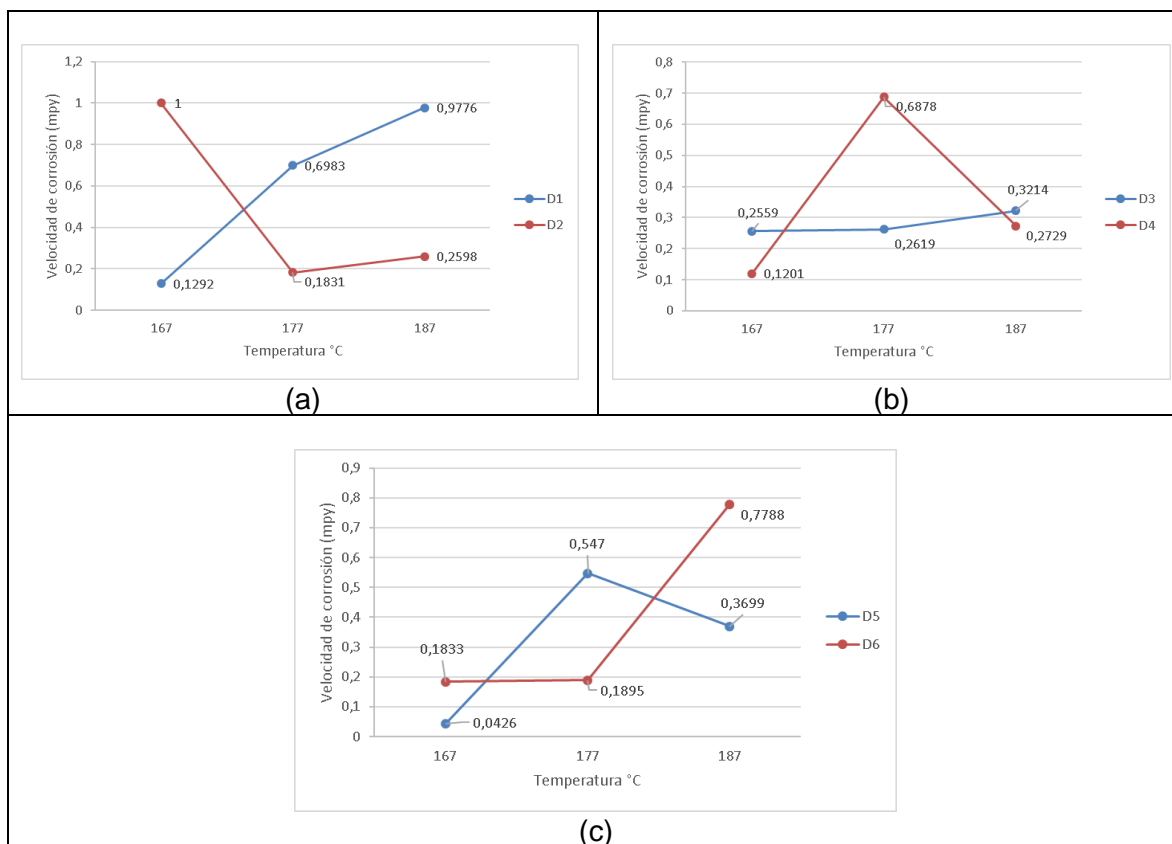 1,2
1
0,8
0,6
0,4
0,2
0
Velocidad de corrosión (mpy)
1
0,1292
0,6983
0,1831
0,9776
0,2598
167 177 187
Temperatura °C
D1
D2
(a)
0,8
0,7
0,6
0,5
0,4
0,3
0,2
0,1
0
Velocidad de corrosión (mpy)
0,2559
0,1201
0,6878
0,2619
0,3214
0,2729
167 177 187
Temperatura °C
D3
D4
(b)
0,9
0,8
0,7
0,6
0,5
0,4
0,3
0,2
0,1
0
Velocidad de corrosión (mpy)
0,1833
0,0426
0,547
0,1895
0,7788
0,3699
167 177 187
Temperatura °C
D5
D6
(c)